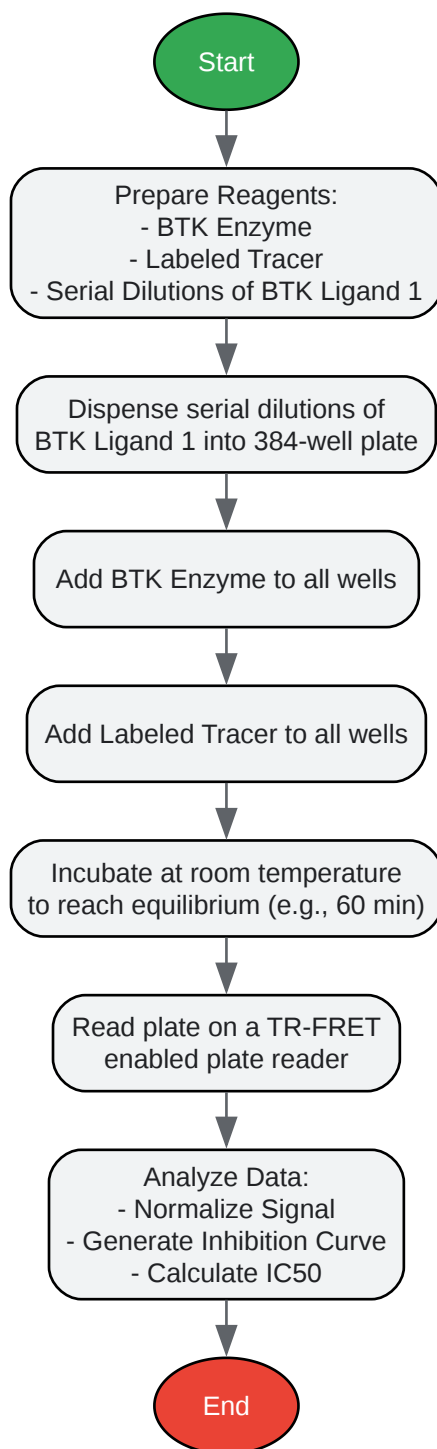 Start
Prepare Reagents:
- BTK Enzyme
- Labeled Tracer
- Serial Dilutions of BTK Ligand 1
Dispense serial dilutions of
BTK Ligand 1 into 384-well plate
Add BTK Enzyme to all wells
Add Labeled Tracer to all wells
Incubate at room temperature
to reach equilibrium (e.g., 60 min)
Read plate on a TR-FRET
enabled plate reader
Analyze Data:
- Normalize Signal
- Generate Inhibition Curve
- Calculate IC50
End